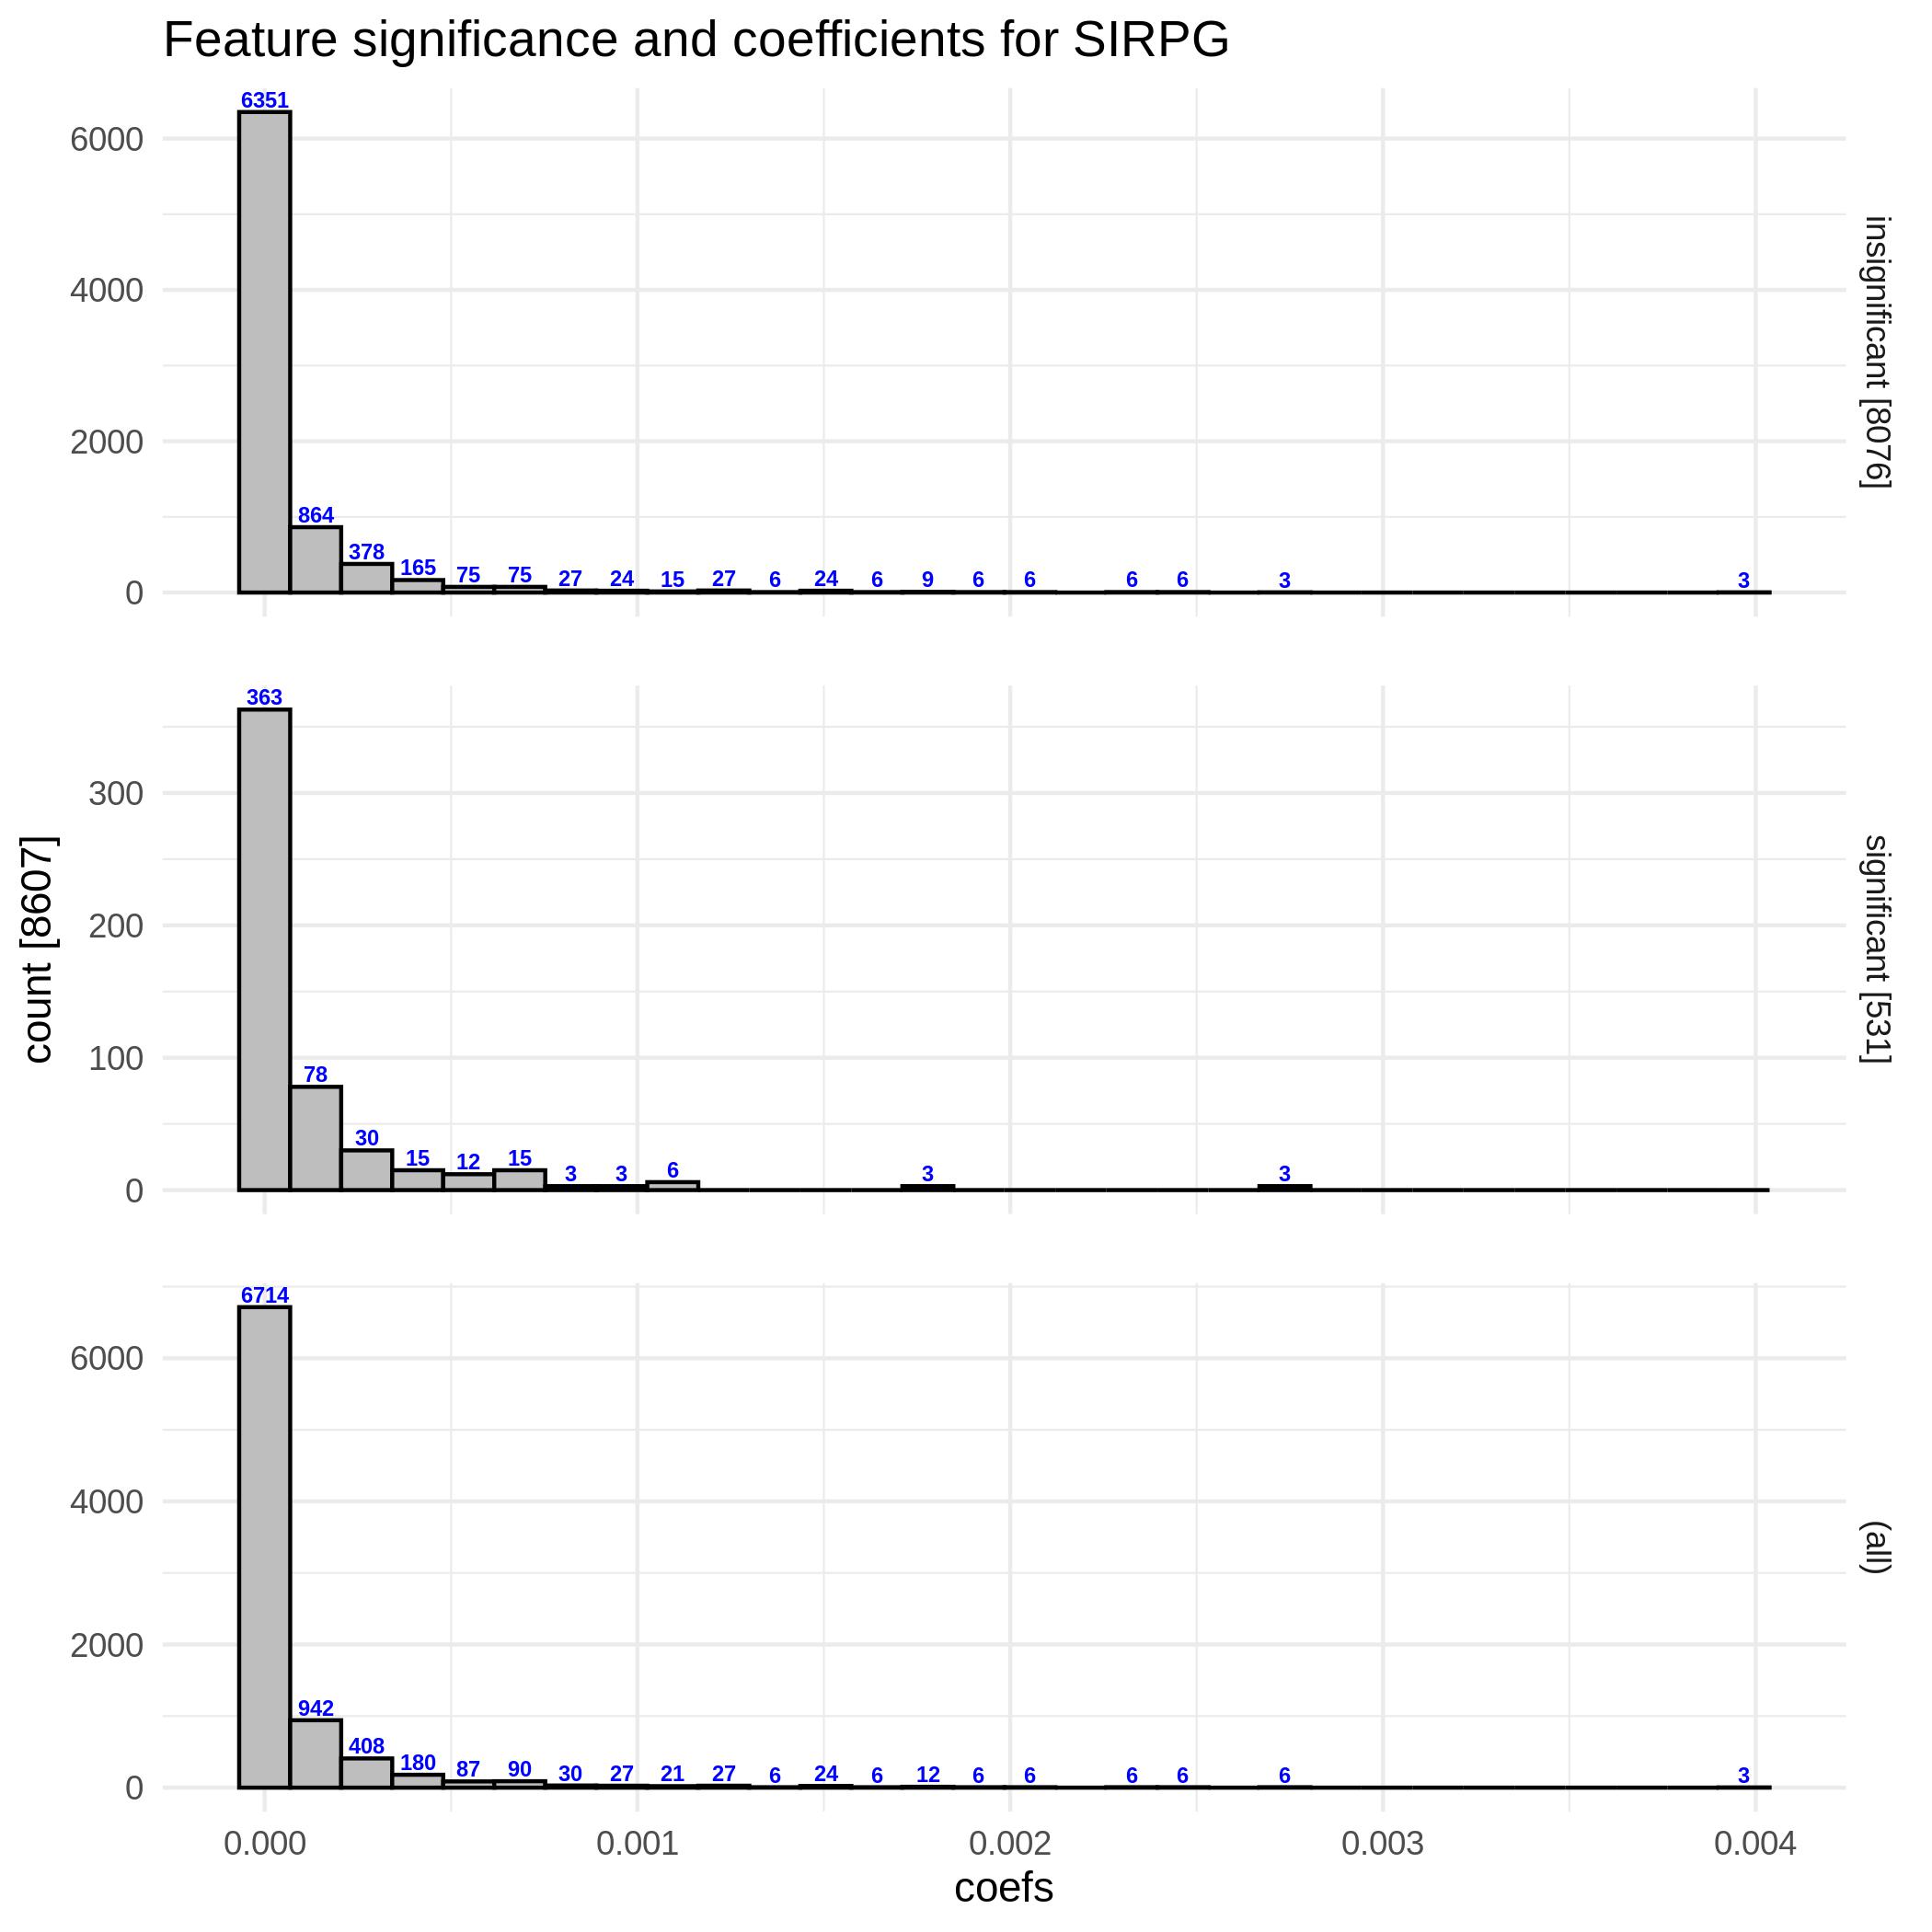 Feature significance and coefficients for SIRPG
6351
6000
4000
2000
864
378
165
75 75 27 24 15 27 6 24 6 9 6 6 6 6 3 3
0
insignificant [8076]
363
300
200
100
78
30
15 12 15 3 3 6 3 3
0
significant [531]
count [8607]
6714
6000
4000
2000
942
408
180 87 90 30 27 21 27 6 24 6 12 6 6 6 6 6 3
0
(all)
0.000 0.001 0.002 0.003 0.004
coefs